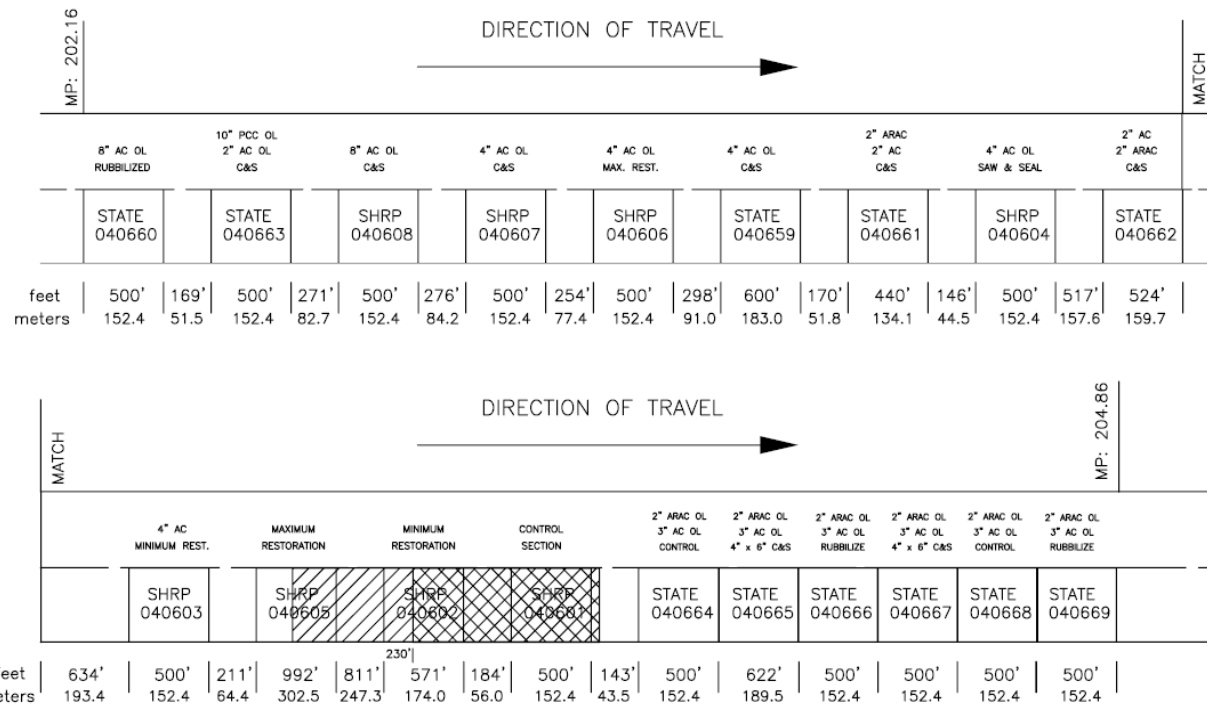 MP: 202.16
DIRECTION OF TRAVEL
MATCH
8" AC OL
RUBBILIZED
10" PCC OL
2" AC OL
C&S
8" AC OL
C&S
4" AC OL
C&S
4" AC OL
MAX. REST.
4" AC OL
C&S
2" ARAC
2" AC
C&S
4" AC OL
SAW & SEAL
2" AC
2" ARAC
C&S
STATE
040660
STATE
040663
SHRP
040608
SHRP
040607
SHRP
040606
STATE
040659
STATE
040661
SHRP
040604
STATE
040662
feet 500' 169' 500' 271' 500' 276' 500' 254' 500' 298' 600' 170' 440' 146' 500' 517' 524'
meters 152.4 51.5 152.4 82.7 152.4 84.2 152.4 77.4 152.4 91.0 183.0 51.8 134.1 44.5 152.4 157.6 159.7
MATCH
DIRECTION OF TRAVEL
MP: 204.86
4" AC
MINIMUM REST.
MAXIMUM
RESTORATION
MINIMUM
RESTORATION
CONTROL
SECTION
2" ARAC OL
3" AC OL
CONTROL
2" ARAC OL
3" AC OL
4" x 6" C&S
2" ARAC OL
3" AC OL
RUBBILIZE
2" ARAC OL
3" AC OL
4" x 6" C&S
2" ARAC OL
3" AC OL
CONTROL
2" ARAC OL
3" AC OL
RUBBILIZE
SHRP
040603
SHRP
040605
SHRP
040602
SHRP
040601
STATE
040664
STATE
040665
STATE
040666
STATE
040667
STATE
040668
STATE
040669
230'
feet 634' 500' 211' 992' 811' 571' 184' 500' 143' 500' 622' 500' 500' 500' 500'
eters 193.4 152.4 64.4 302.5 247.3 174.0 56.0 152.4 43.5 152.4 189.5 152.4 152.4 152.4 152.4